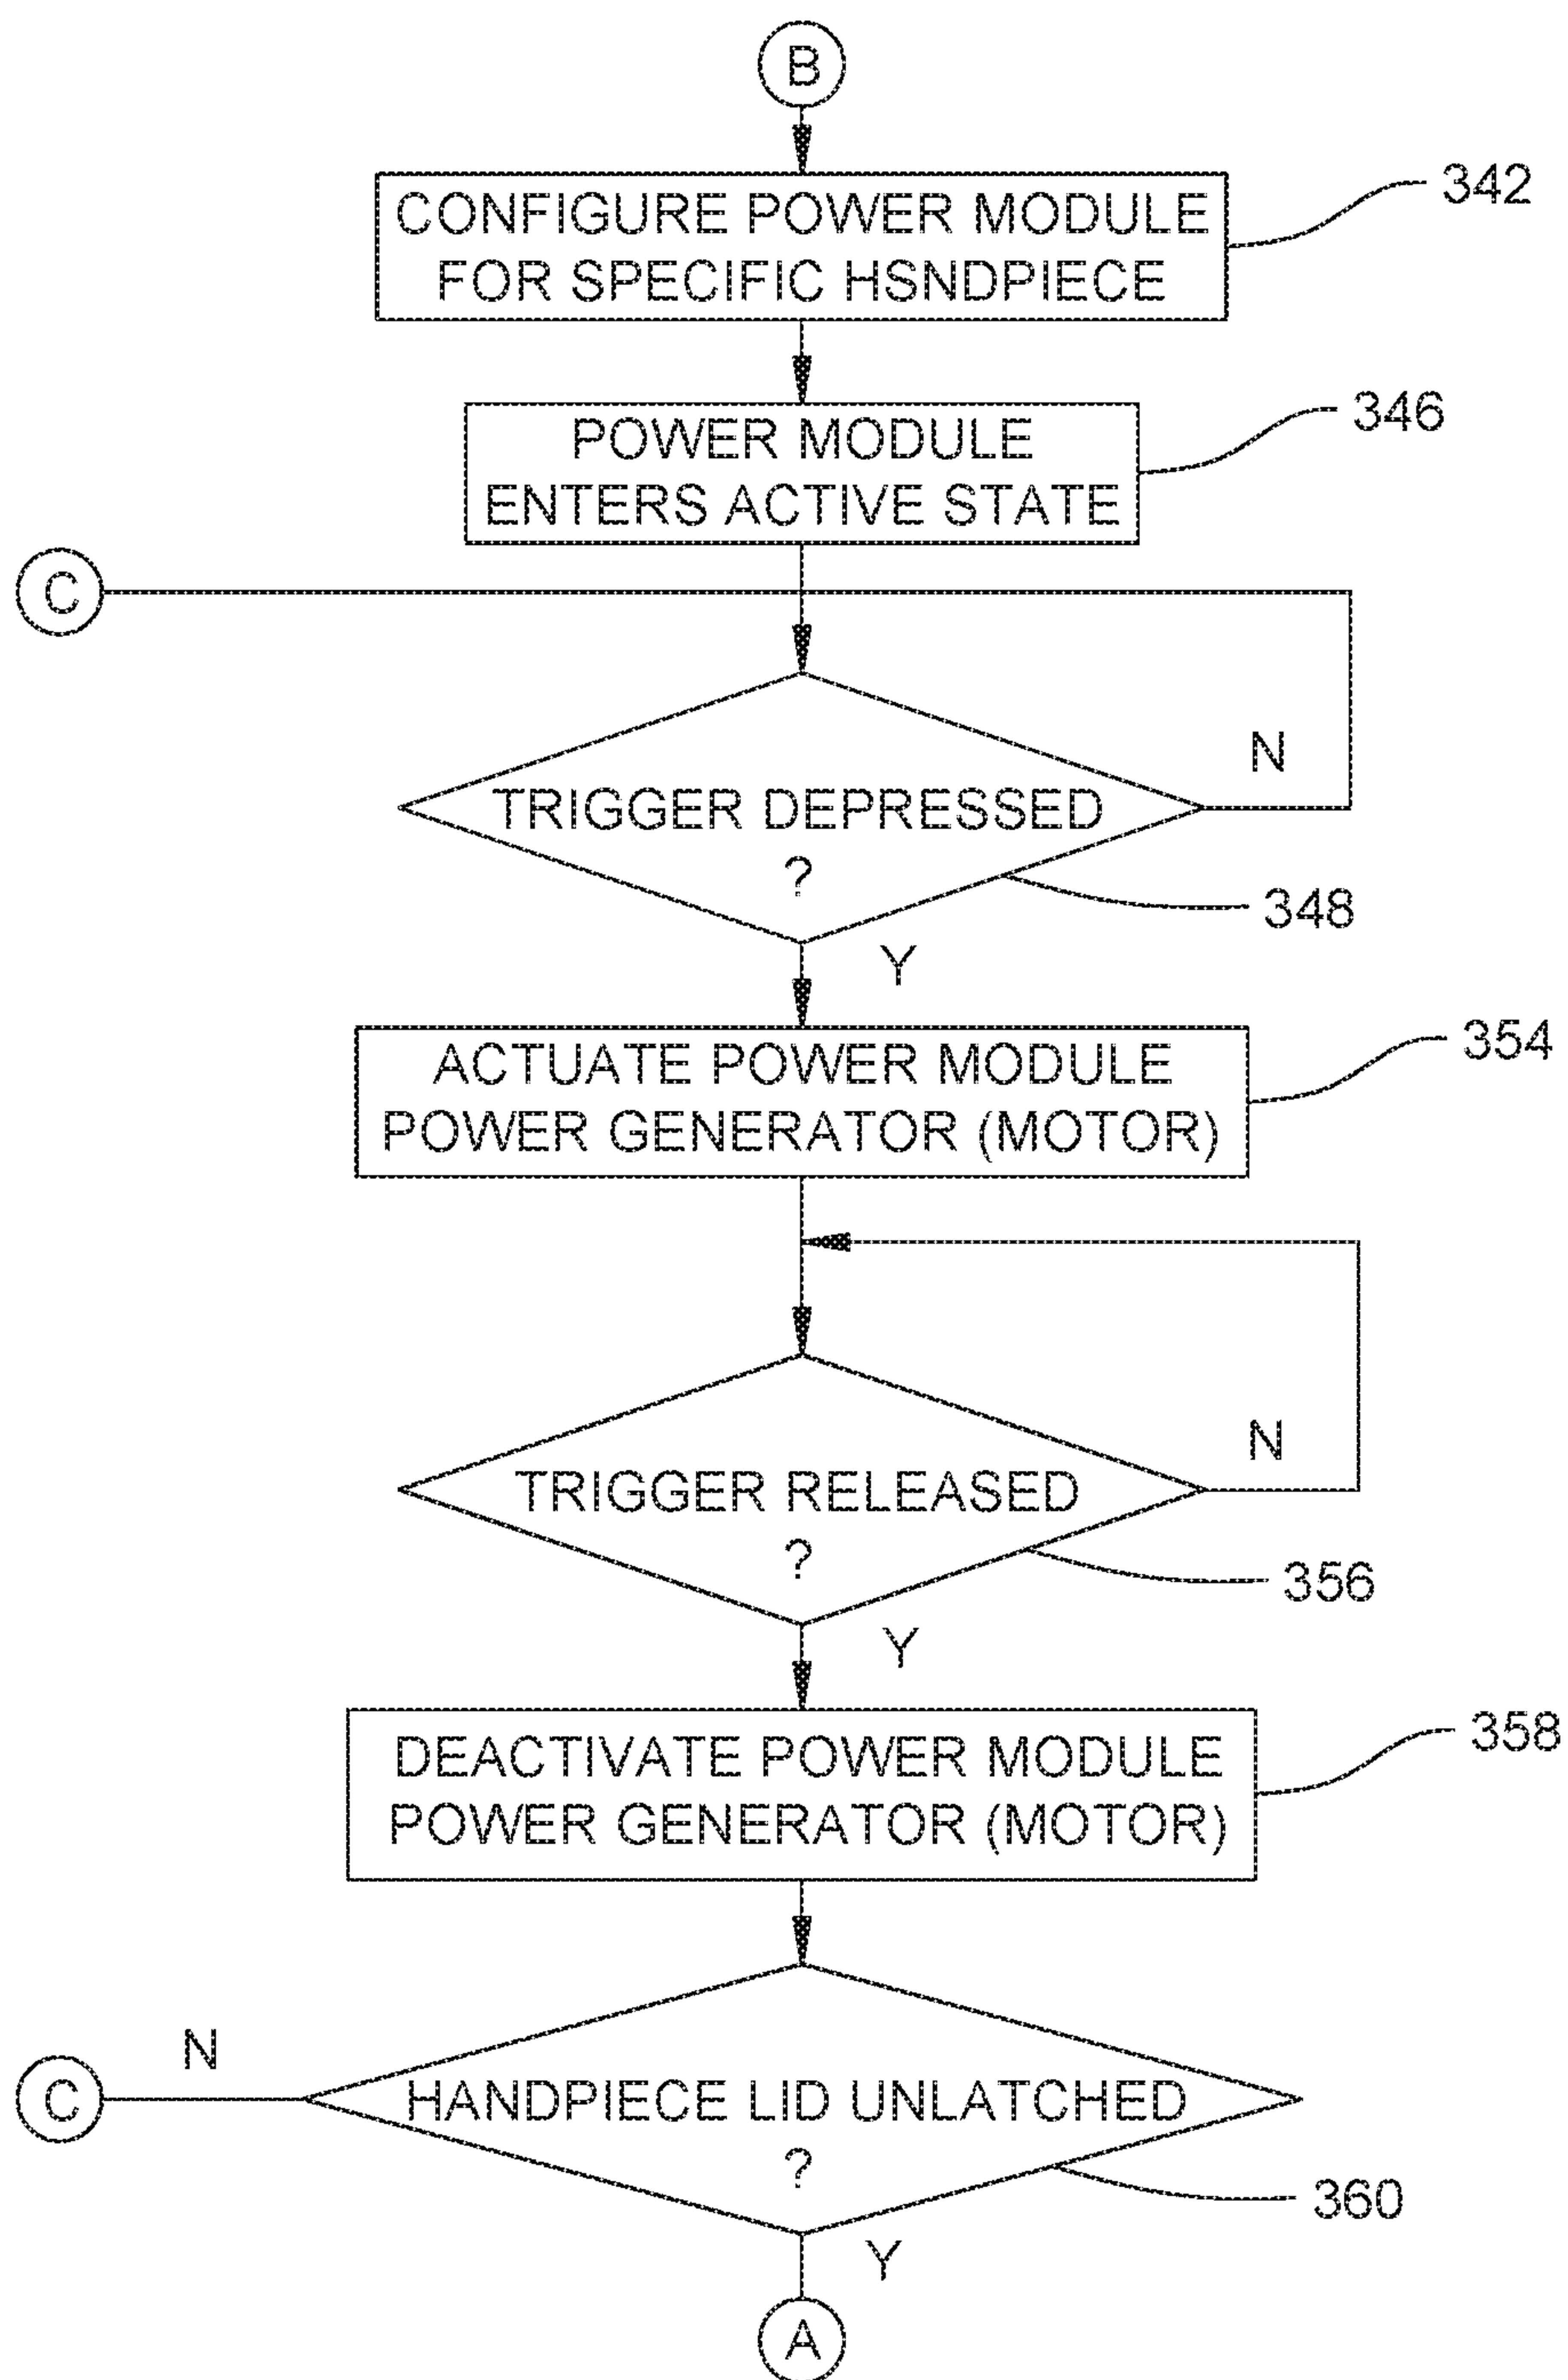 B
CONFIGURE POWER MODULE
FOR SPECIFIC HSNDPIECE
342
POWER MODULE
ENTERS ACTIVE STATE
346
C
TRIGGER DEPRESSED
?
N
348
Y
ACTUATE POWER MODULE
POWER GENERATOR (MOTOR)
354
TRIGGER RELEASED
?
N
356
Y
DEACTIVATE POWER MODULE
POWER GENERATOR (MOTOR)
358
N
C
HANDPIECE LID UNLATCHED
?
360
Y
A